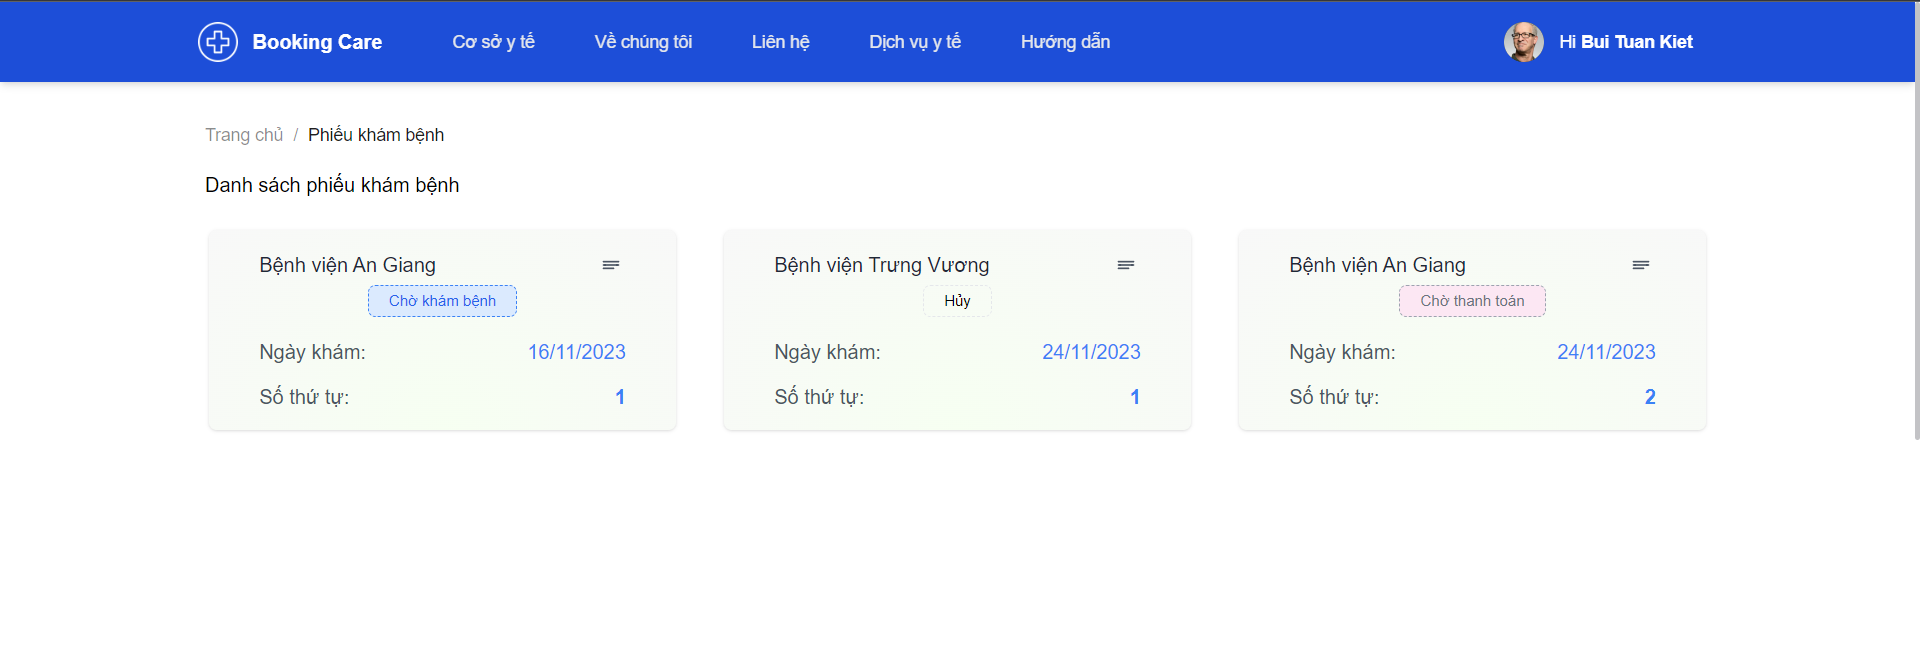 Booking Care
Cơ sở y tế
Về chúng tôi
Liên hệ
Dịch vụ y tế
Hướng dẫn
Hi Bui Tuan Kiet
Trang chủ / Phiếu khám bệnh
Danh sách phiếu khám bệnh
Bệnh viện An Giang
Chờ khám bệnh
Ngày khám: 16/11/2023
Số thứ tự: 1
Bệnh viện Trưng Vương
Hủy
Ngày khám: 24/11/2023
Số thứ tự: 1
Bệnh viện An Giang
Chờ thanh toán
Ngày khám: 24/11/2023
Số thứ tự: 2